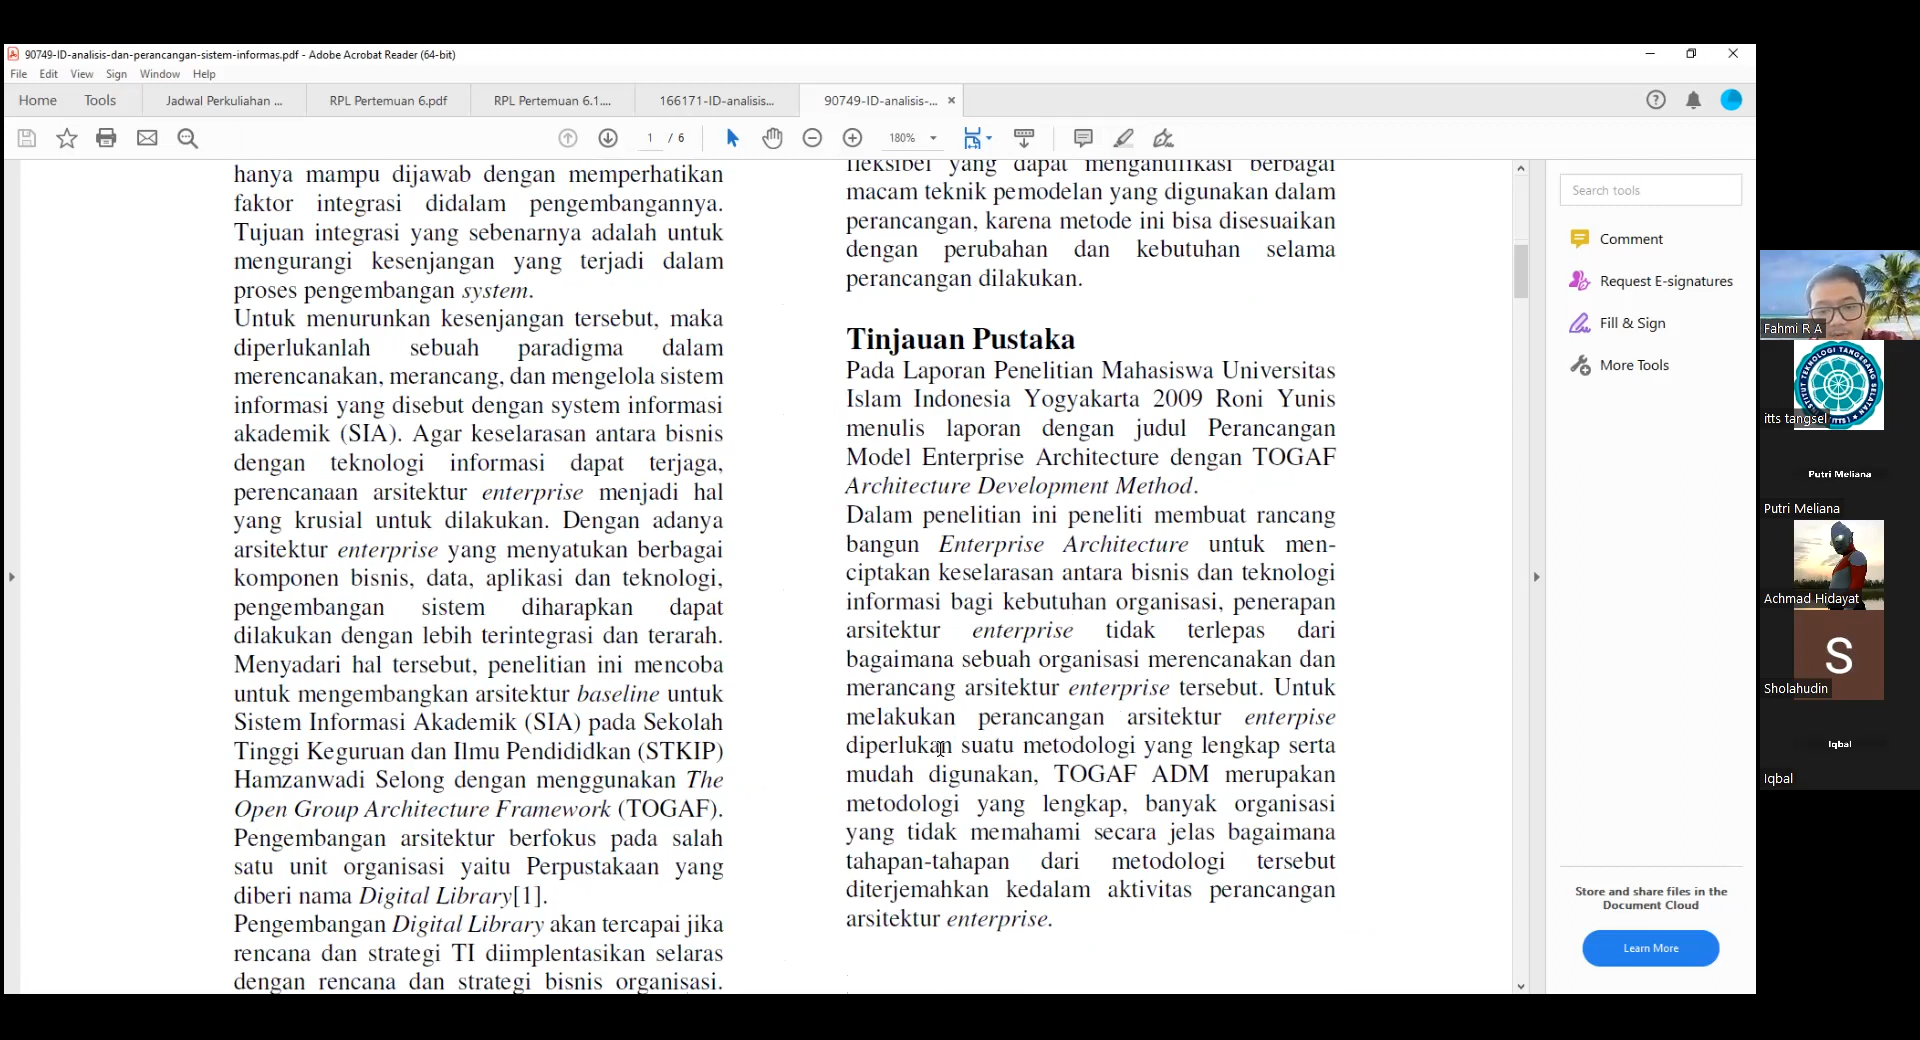 90749-ID-analisis-dan-perancangan-sistem-informas.pdf - Adobe Acrobat Reader (64-bit)
File Edit View Sign Window Help
Home Tools Jadwal Perkuliahan ... RPL Pertemuan 6.pdf RPL Pertemuan 6.1.... 166171-ID-analisis... 90749-ID-analisis-...
1 / 6 180%
hanya mampu dijawab dengan memperhatikan
faktor integrasi didalam pengembangannya.
Tujuan integrasi yang sebenarnya adalah untuk
mengurangi kesenjangan yang terjadi dalam
proses pengembangan system.
Untuk menurunkan kesenjangan tersebut, maka
diperlukanlah sebuah paradigma dalam
merencanakan, merancang, dan mengelola sistem
informasi yang disebut dengan system informasi
akademik (SIA). Agar keselarasan antara bisnis
dengan teknologi informasi dapat terjaga,
perencanaan arsitektur enterprise menjadi hal
yang krusial untuk dilakukan. Dengan adanya
arsitektur enterprise yang menyatukan berbagai
komponen bisnis, data, aplikasi dan teknologi,
pengembangan sistem diharapkan dapat
dilakukan dengan lebih terintegrasi dan terarah.
Menyadari hal tersebut, penelitian ini mencoba
untuk mengembangkan arsitektur baseline untuk
Sistem Informasi Akademik (SIA) pada Sekolah
Tinggi Keguruan dan Ilmu Pendididkan (STKIP)
Hamzanwadi Selong dengan menggunakan The
Open Group Architecture Framework (TOGAF).
Pengembangan arsitektur berfokus pada salah
satu unit organisasi yaitu Perpustakaan yang
diberi nama Digital Library[1].
Pengembangan Digital Library akan tercapai jika
rencana dan strategi TI diimplentasikan selaras
dengan rencana dan strategi bisnis organisasi.
fleksibel yang dapat mengantifikasi berbagai
macam teknik pemodelan yang digunakan dalam
perancangan, karena metode ini bisa disesuaikan
dengan perubahan dan kebutuhan selama
perancangan dilakukan.
Tinjauan Pustaka
Pada Laporan Penelitian Mahasiswa Universitas
Islam Indonesia Yogyakarta 2009 Roni Yunis
menulis laporan dengan judul Perancangan
Model Enterprise Architecture dengan TOGAF
Architecture Development Method.
Dalam penelitian ini peneliti membuat rancang
bangun Enterprise Architecture untuk men-
ciptakan keselarasan antara bisnis dan teknologi
informasi bagi kebutuhan organisasi, penerapan
arsitektur enterprise tidak terlepas dari
bagaimana sebuah organisasi merencanakan dan
merancang arsitektur enterprise tersebut. Untuk
melakukan perancangan arsitektur enterpise
diperlukan suatu metodologi yang lengkap serta
mudah digunakan, TOGAF ADM merupakan
metodologi yang lengkap, banyak organisasi
yang tidak memahami secara jelas bagaimana
tahapan-tahapan dari metodologi tersebut
diterjemahkan kedalam aktivitas perancangan
arsitektur enterprise.
Search tools
Comment
Request E-signatures
Fill & Sign
More Tools
Store and share files in the
Document Cloud
Learn More
Fahmi R A
INSTITUT TEKNOLOGI TANGERANG SELATAN
itts tangsel
Putri Meliana
Putri Meliana
Achmad Hidayat
S
Sholahudin
Iqbal
Iqbal